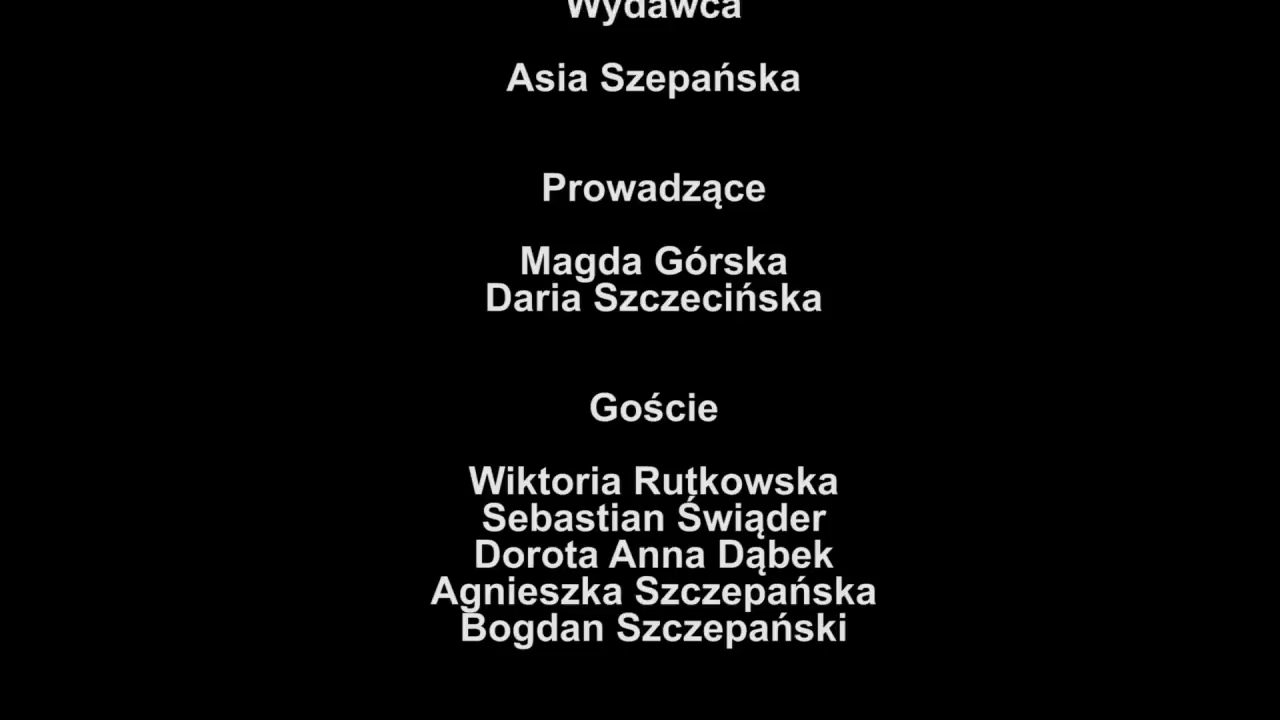 Wydawca
Asia Szepańska
Prowadzące
Magda Górska
Daria Szczecińska
Goście
Wiktoria Rutkowska
Sebastian Świąder
Dorota Anna Dąbek
Agnieszka Szczepańska
Bogdan Szczepański